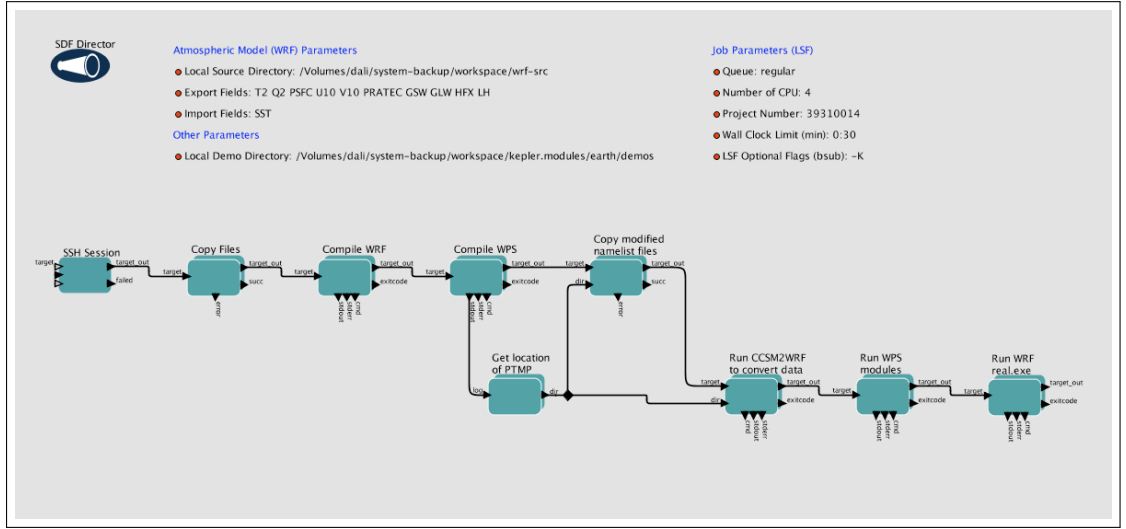 SDF Director
Atmospheric Model (WRF) Parameters
Local Source Directory: /Volumes/dali/system-backup/workspace/wrf-src
Export Fields: T2 Q2 PSFC U10 V10 PRATEC GSW GLW HFX LH
Import Fields: SST
Other Parameters
Local Demo Directory: /Volumes/dali/system-backup/workspace/kepler.modules/earth/demos
Job Parameters (LSF)
Queue: regular
Number of CPU: 4
Project Number: 39310014
Wall Clock Limit (min): 0:30
LSF Optional Flags (bsub): -K
SSH Session
target
target_out
failed
Copy Files
target
target_out
succ
error
Compile WRF
target
target_out
exitcode
stdout
stderr
cmd
Compile WPS
target
target_out
exitcode
stdout
stderr
cmd
Copy modified
namelist files
target
dir
target_out
succ
error
Get location
of PTMP
log
dir
Run CCSM2WRF
to convert data
target
dir
target_out
exitcode
cmd
stdout
stderr
Run WPS
modules
target
target_out
exitcode
stdout
stderr
cmd
Run WRF
real.exe
target
target_out
exitcode
stdout
stderr
cmd